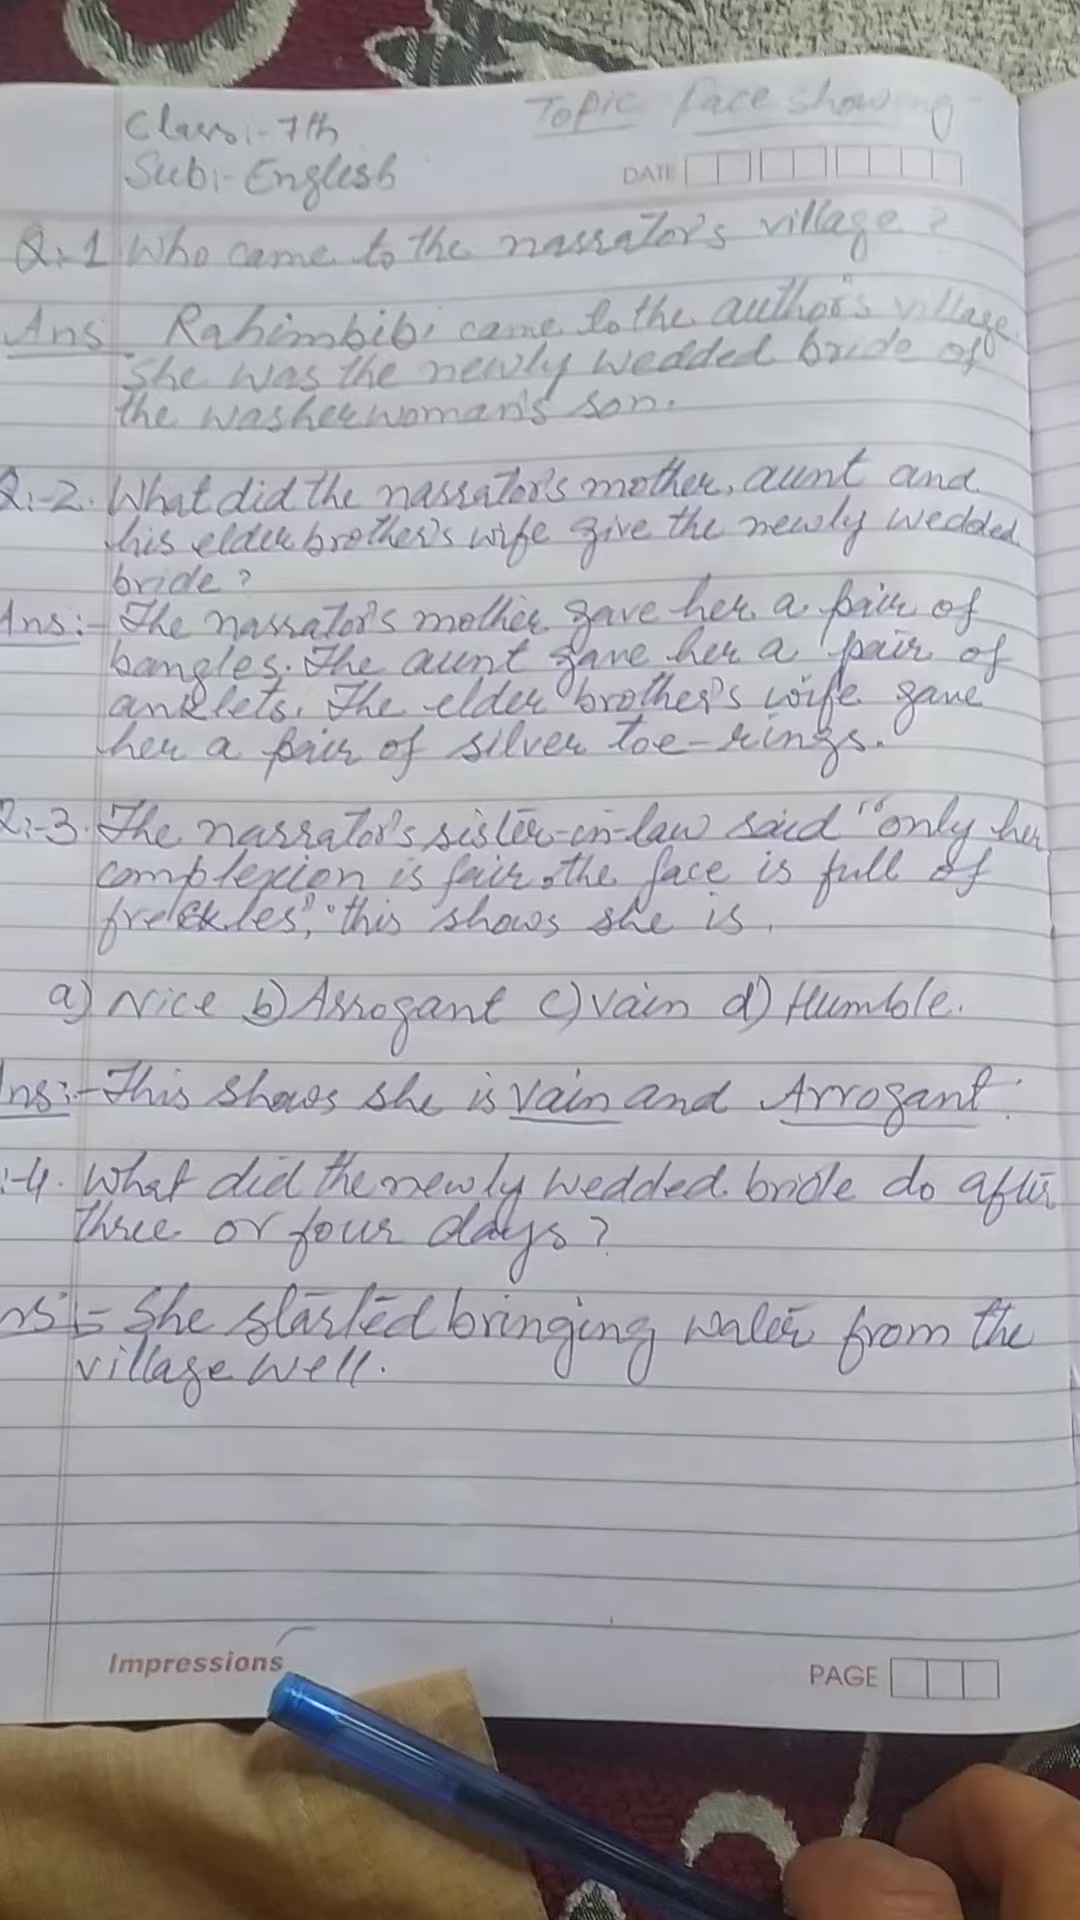 Topic face showing
Class:- 7th
Sub:- English
DATE
Q:1 Who came to the narrator's village?
Ans Rahimbibi came to the author's village.
She was the newly wedded bride of
the washerwoman's son.
Q:-2. What did the narrator's mother, aunt and
his elder brother's wife give the newly wedded
bride?
Ans:- The narrator's mother gave her a pair of
bangles. The aunt gave her a pair of
anklets. The elder brother's wife gave
her a pair of silver toe-rings.
Q:-3. The narrator's sister-in-law said "only her
complexion is fair, the face is full of
freckles", this shows she is.
a) Nice b) Arrogant c) Vain d) Humble.
Ans:- This shows she is Vain and Arrogant.
:-4. What did the newly wedded bride do after
three or four days?
ns:- She started bringing water from the
village well.
Impressions
PAGE